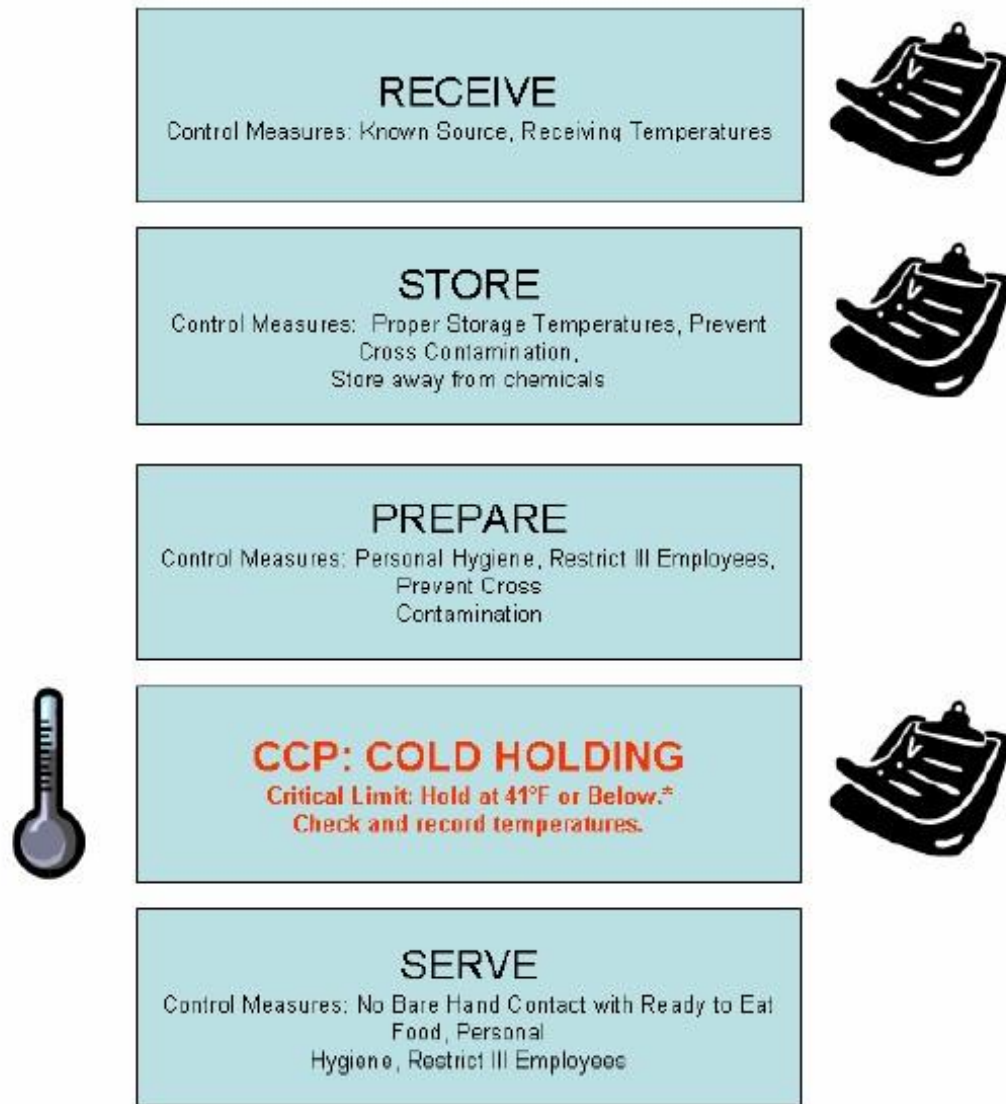 RECEIVE
Control Measures: Known Source, Receiving Temperatures
STORE
Control Measures: Proper Storage Temperatures, Prevent
Cross Contamination,
Store away from chemicals
PREPARE
Control Measures: Personal Hygiene, Restrict Ill Employees,
Prevent Cross
Contamination
CCP: COLD HOLDING
Critical Limit: Hold at 41°F or Below.*
Check and record temperatures.
SERVE
Control Measures: No Bare Hand Contact with Ready to Eat
Food, Personal
Hygiene, Restrict Ill Employees